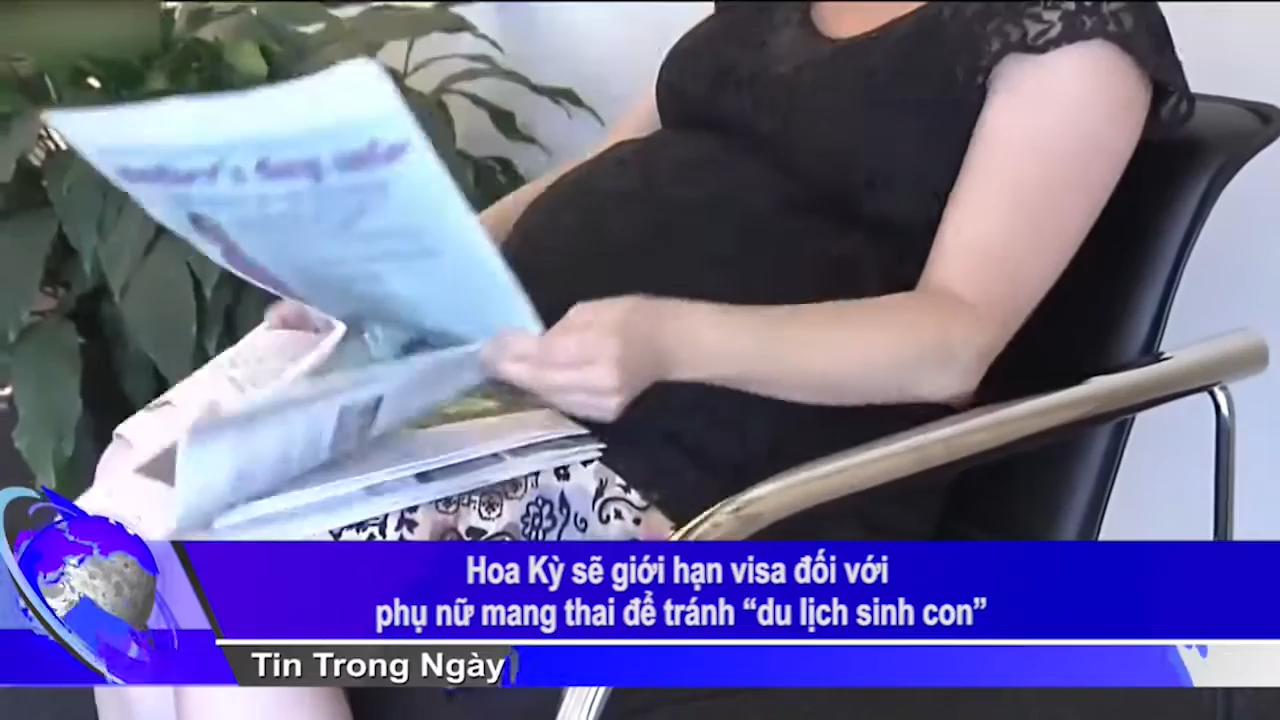 Hoa Kỳ sẽ giới hạn visa đối với
phụ nữ mang thai để tránh “du lịch sinh con”
Tin Trong Ngày